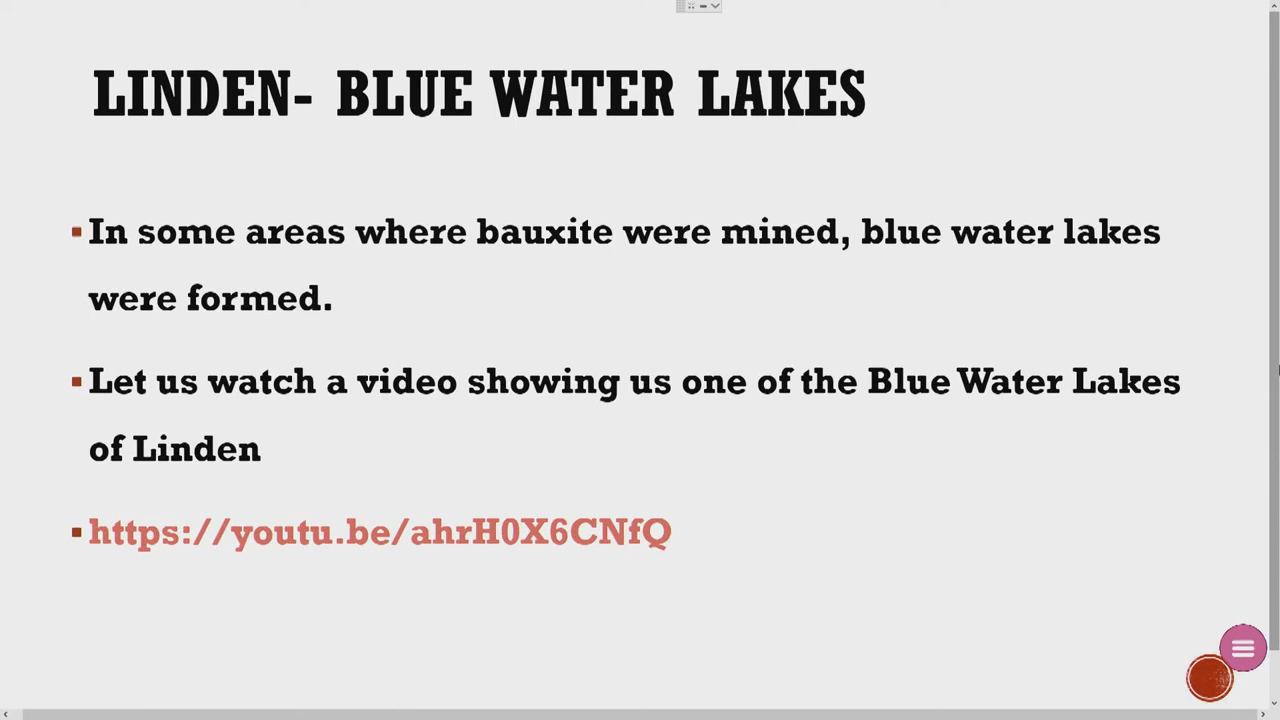 LINDEN- BLUE WATER LAKES
In some areas where bauxite were mined, blue water lakes
were formed.
Let us watch a video showing us one of the Blue Water Lakes
of Linden
https://youtu.be/ahrH0X6CNfQ